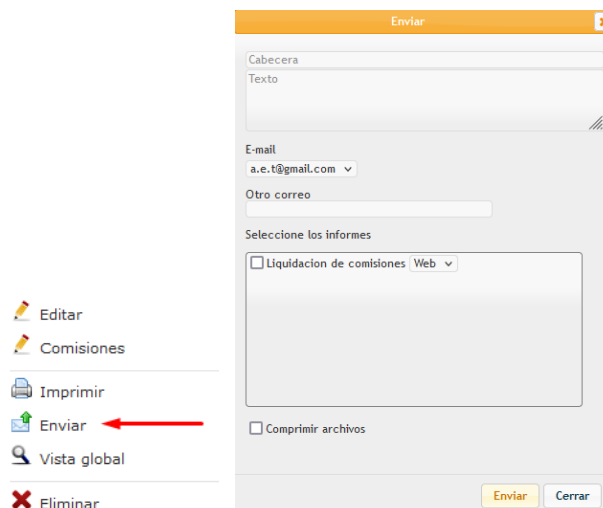 Editar
Comisiones
Imprimir
Enviar
Vista global
Eliminar
Enviar
Cabecera
Texto
E-mail
a.e.t@gmail.com
Otro correo
Seleccione los informes
Liquidacion de comisiones Web
Comprimir archivos
Enviar Cerrar